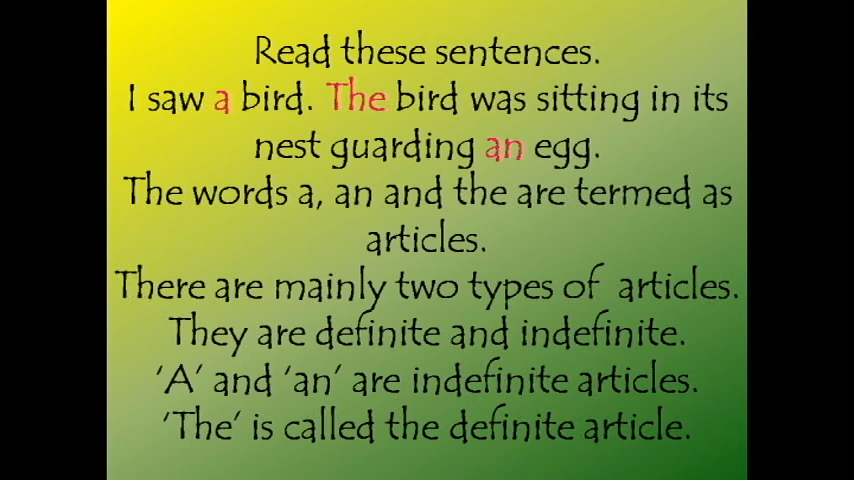 Read these sentences.
I saw a bird. The bird was sitting in its
nest guarding an egg.
The words a, an and the are termed as
articles.
There are mainly two types of articles.
They are definite and indefinite.
‘A’ and ‘an’ are indefinite articles.
‘The’ is called the definite article.